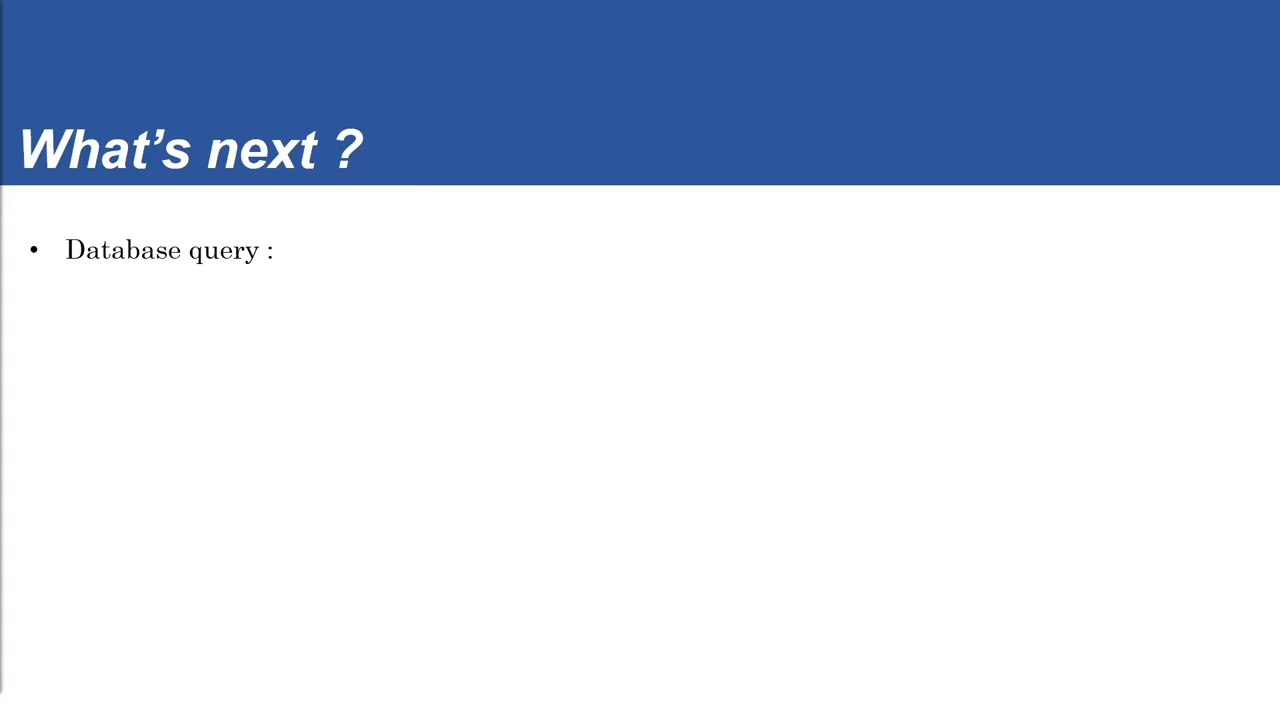 What’s next ?
• Database query :